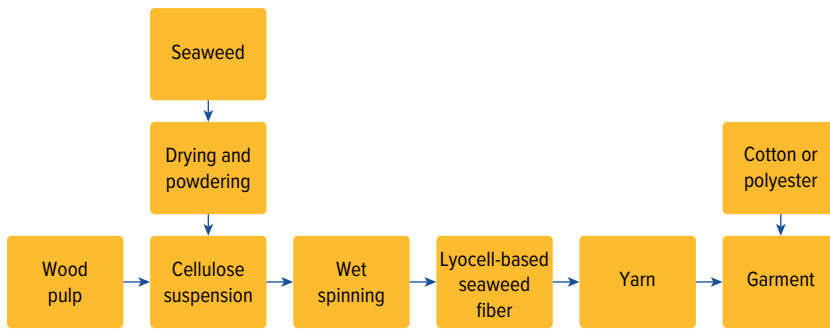 Seaweed
Drying and
powdering
Cotton or
polyester
Wood
pulp
Cellulose
suspension
Wet
spinning
Lyocell-based
seaweed
fiber
Yarn
Garment